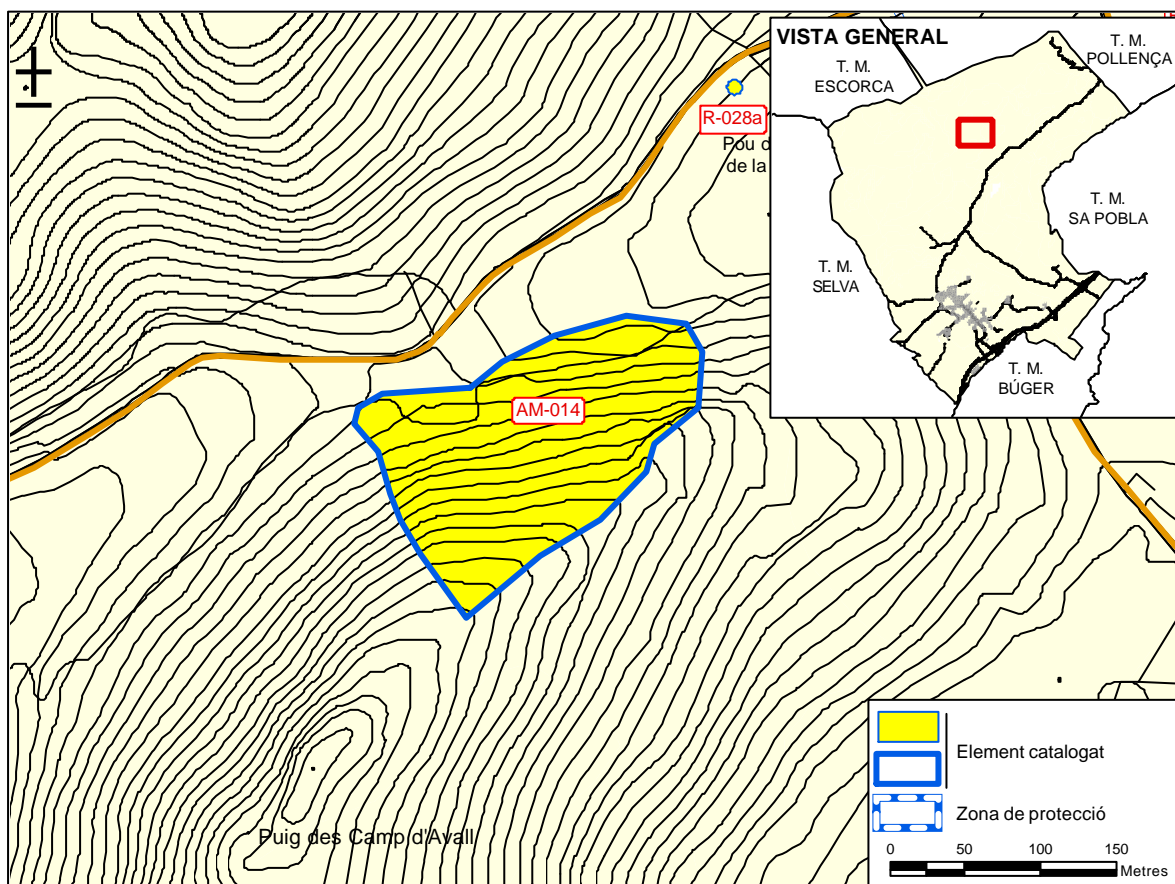 VISTA GENERAL
T. M.
POLLENÇA
T. M.
ESCORCA
T. M.
SA POBLA
T. M.
SELVA
T. M.
BÚGER
R-028a
Pou d
de la
AM-014
Puig des Camp d'Avall
Element catalogat
Zona de protecció
0 50 100 150
Metres